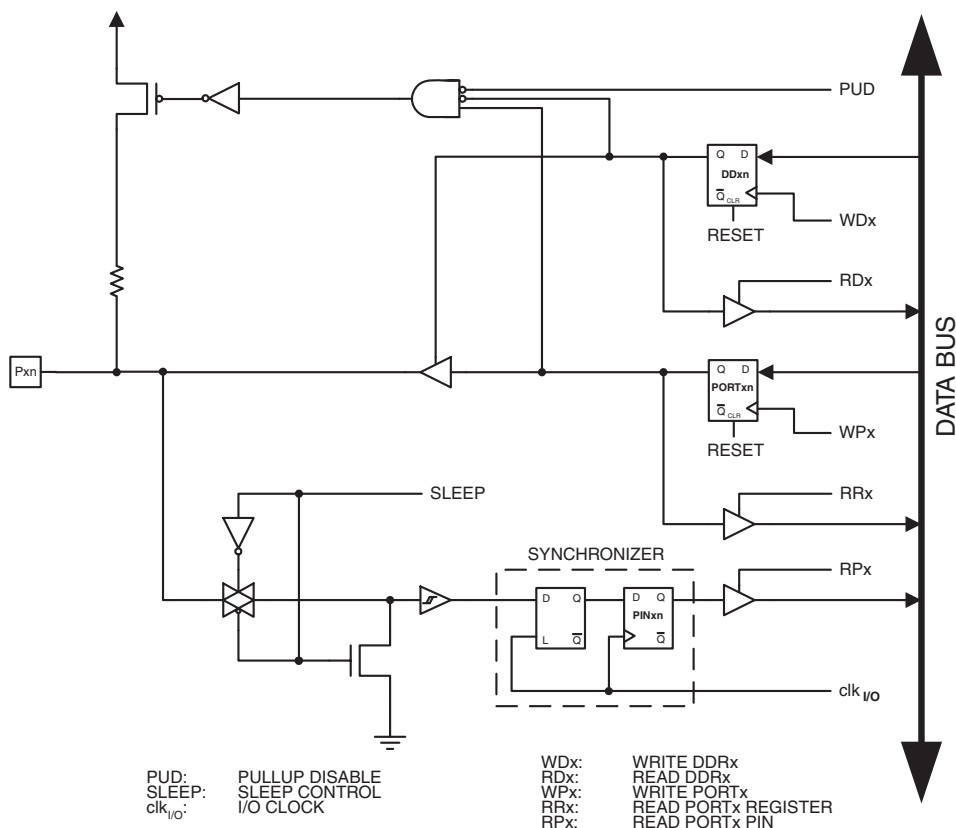 PUD
Q D
DDxn
Q CLR
WDx
RESET
RDx
Pxn
Q D
PORTxn
Q CLR
WPx
RESET
DATA BUS
SLEEP
RRx
SYNCHRONIZER
RPx
D Q
D Q
PINxn
L Q
Q
clk I/O
PUD: PULLUP DISABLE
SLEEP: SLEEP CONTROL
clkI/O: I/O CLOCK
WDx: WRITE DDRx
RDx: READ DDRx
WPx: WRITE PORTx
RRx: READ PORTx REGISTER
RPx: READ PORTx PIN